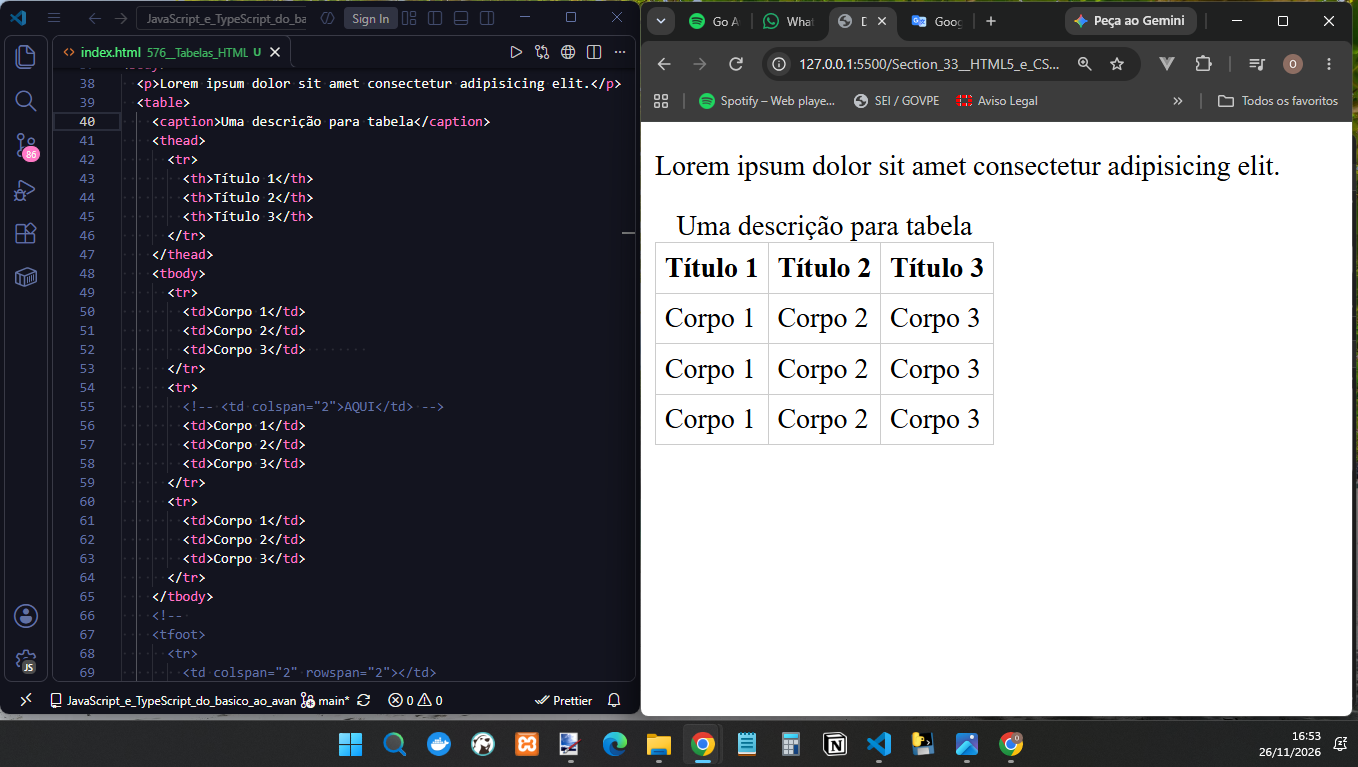 JavaScript_e_TypeScript_do_ba
Sign In
index.html 576__Tabelas_HTML U
38 <p>Lorem ipsum dolor sit amet consectetur adipisicing elit.</p>
39 <table>
40 <caption>Uma descrição para tabela</caption>
41 <thead>
42 <tr>
43 <th>Título 1</th>
44 <th>Título 2</th>
45 <th>Título 3</th>
46 </tr>
47 </thead>
48 <tbody>
49 <tr>
50 <td>Corpo 1</td>
51 <td>Corpo 2</td>
52 <td>Corpo 3</td>
53 </tr>
54 <tr>
55 <!-- <td colspan="2">AQUI</td> -->
56 <td>Corpo 1</td>
57 <td>Corpo 2</td>
58 <td>Corpo 3</td>
59 </tr>
60 <tr>
61 <td>Corpo 1</td>
62 <td>Corpo 2</td>
63 <td>Corpo 3</td>
64 </tr>
65 </tbody>
66 <!--
67 <tfoot>
68 <tr>
69 <td colspan="2" rowspan="2"></td>
86
JS
JavaScript_e_TypeScript_do_basico_ao_avan main* 0 0 Prettier
Go A What D Goo Peça ao Gemini
127.0.0.1:5500/Section_33__HTML5_e_CS... O
Spotify – Web playe... SEI / GOVPE Aviso Legal » Todos os favoritos
Lorem ipsum dolor sit amet consectetur adipisicing elit.
Uma descrição para tabela
Título 1 Título 2 Título 3
Corpo 1 Corpo 2 Corpo 3
Corpo 1 Corpo 2 Corpo 3
Corpo 1 Corpo 2 Corpo 3
16:53
26/11/2026